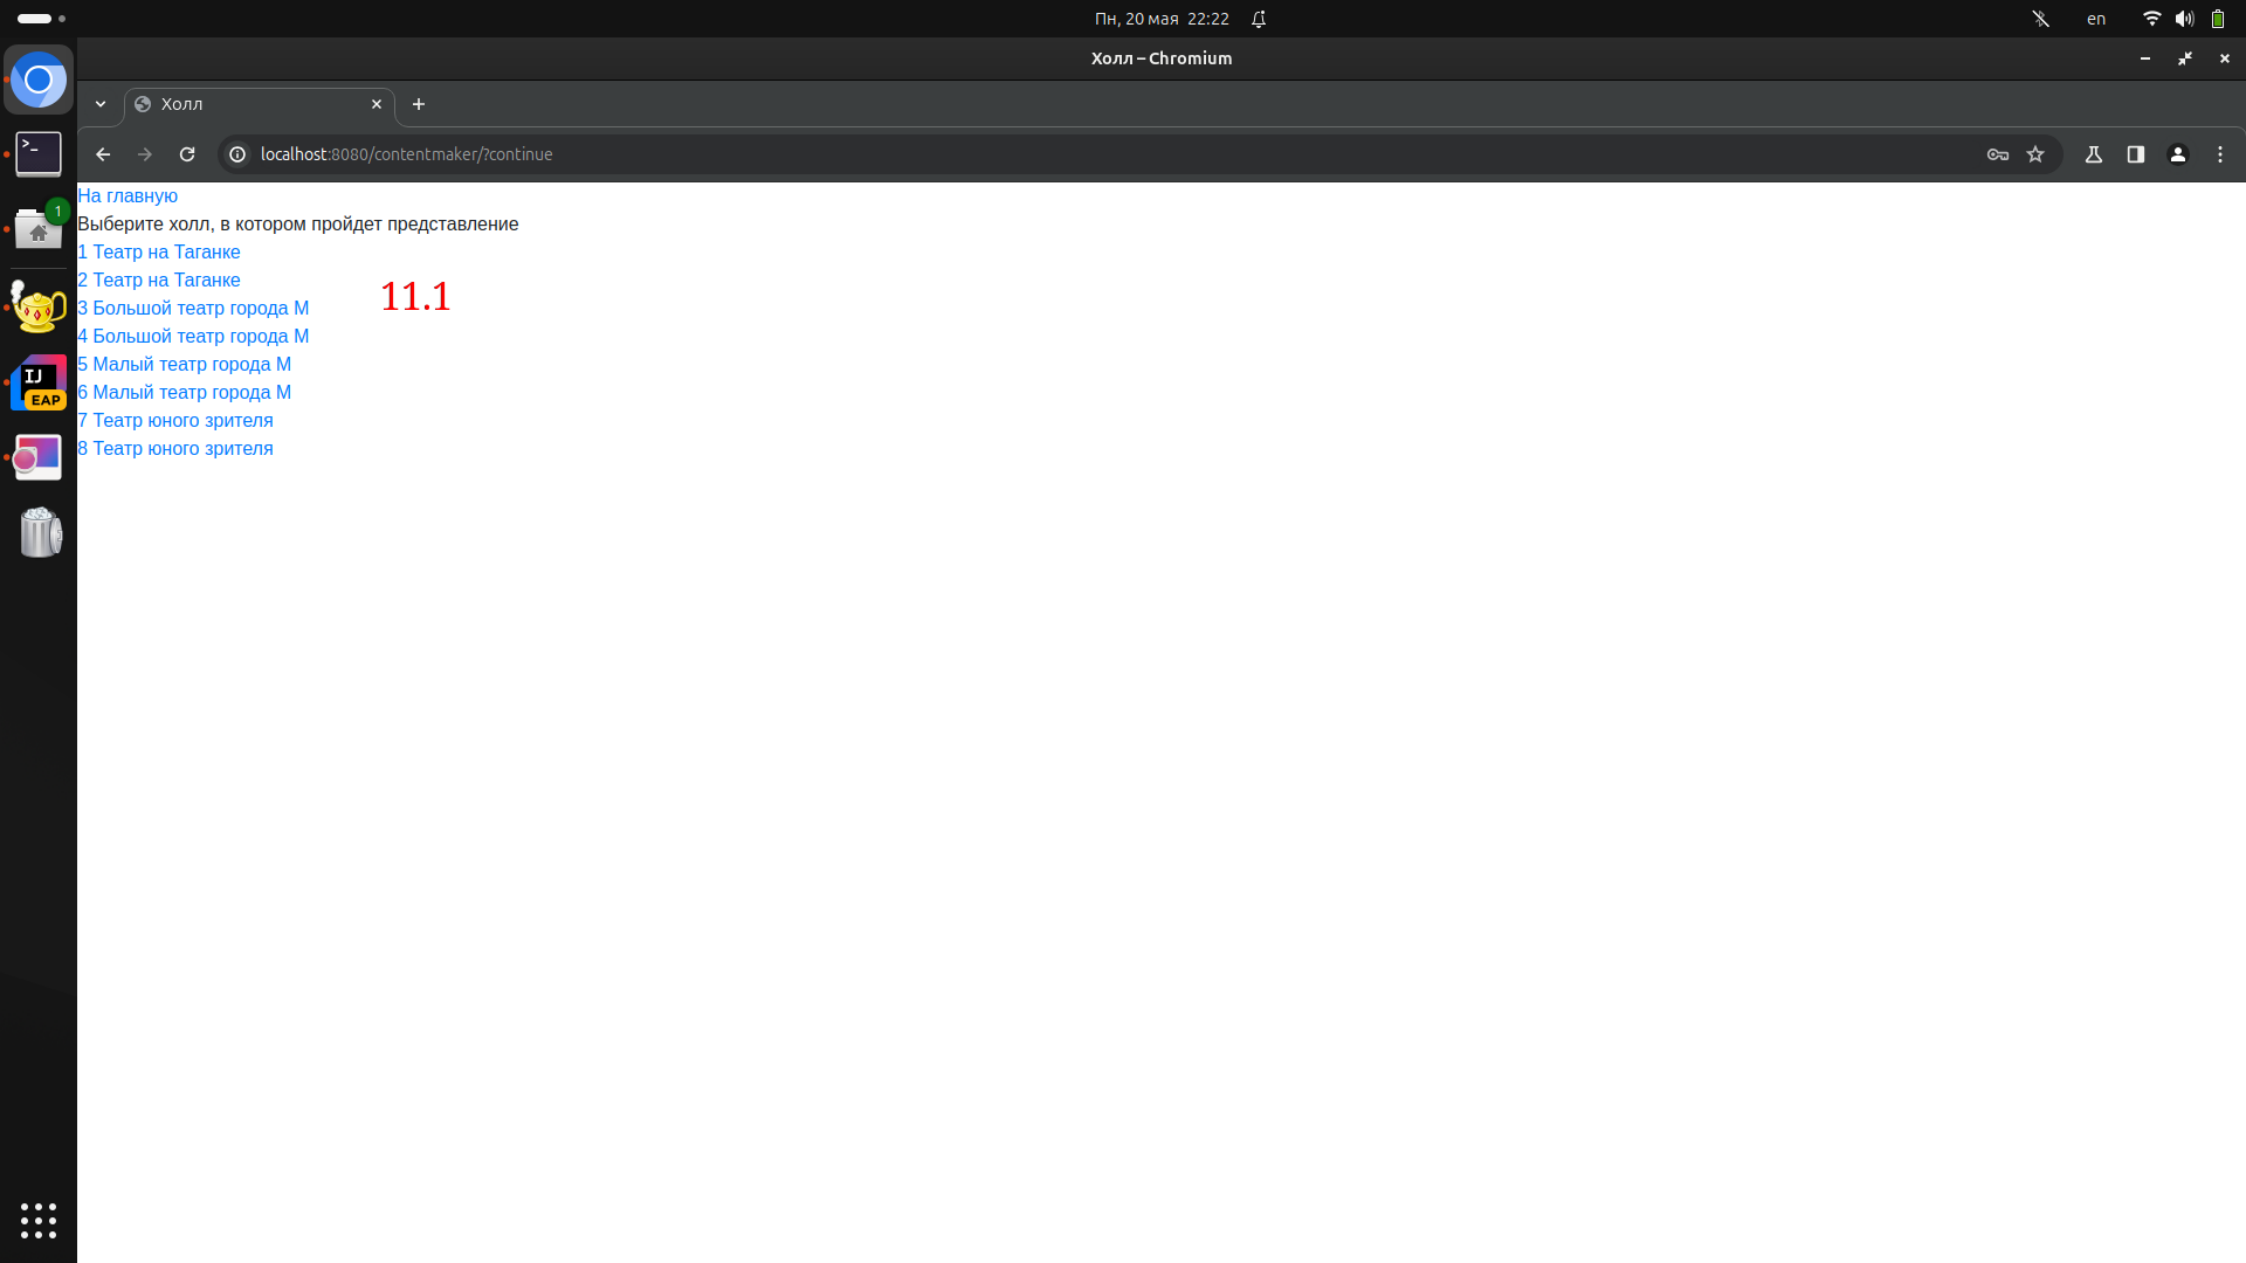 Пн, 20 мая 22:22
en
Холл – Chromium
Холл
localhost:8080/contentmaker/?continue
1
На главную
Выберите холл, в котором пройдет представление
1 Театр на Таганке
2 Театр на Таганке
11.1
3 Большой театр города М
4 Большой театр города М
5 Малый театр города М
6 Малый театр города М
7 Театр юного зрителя
8 Театр юного зрителя
>_
IJ
EAP